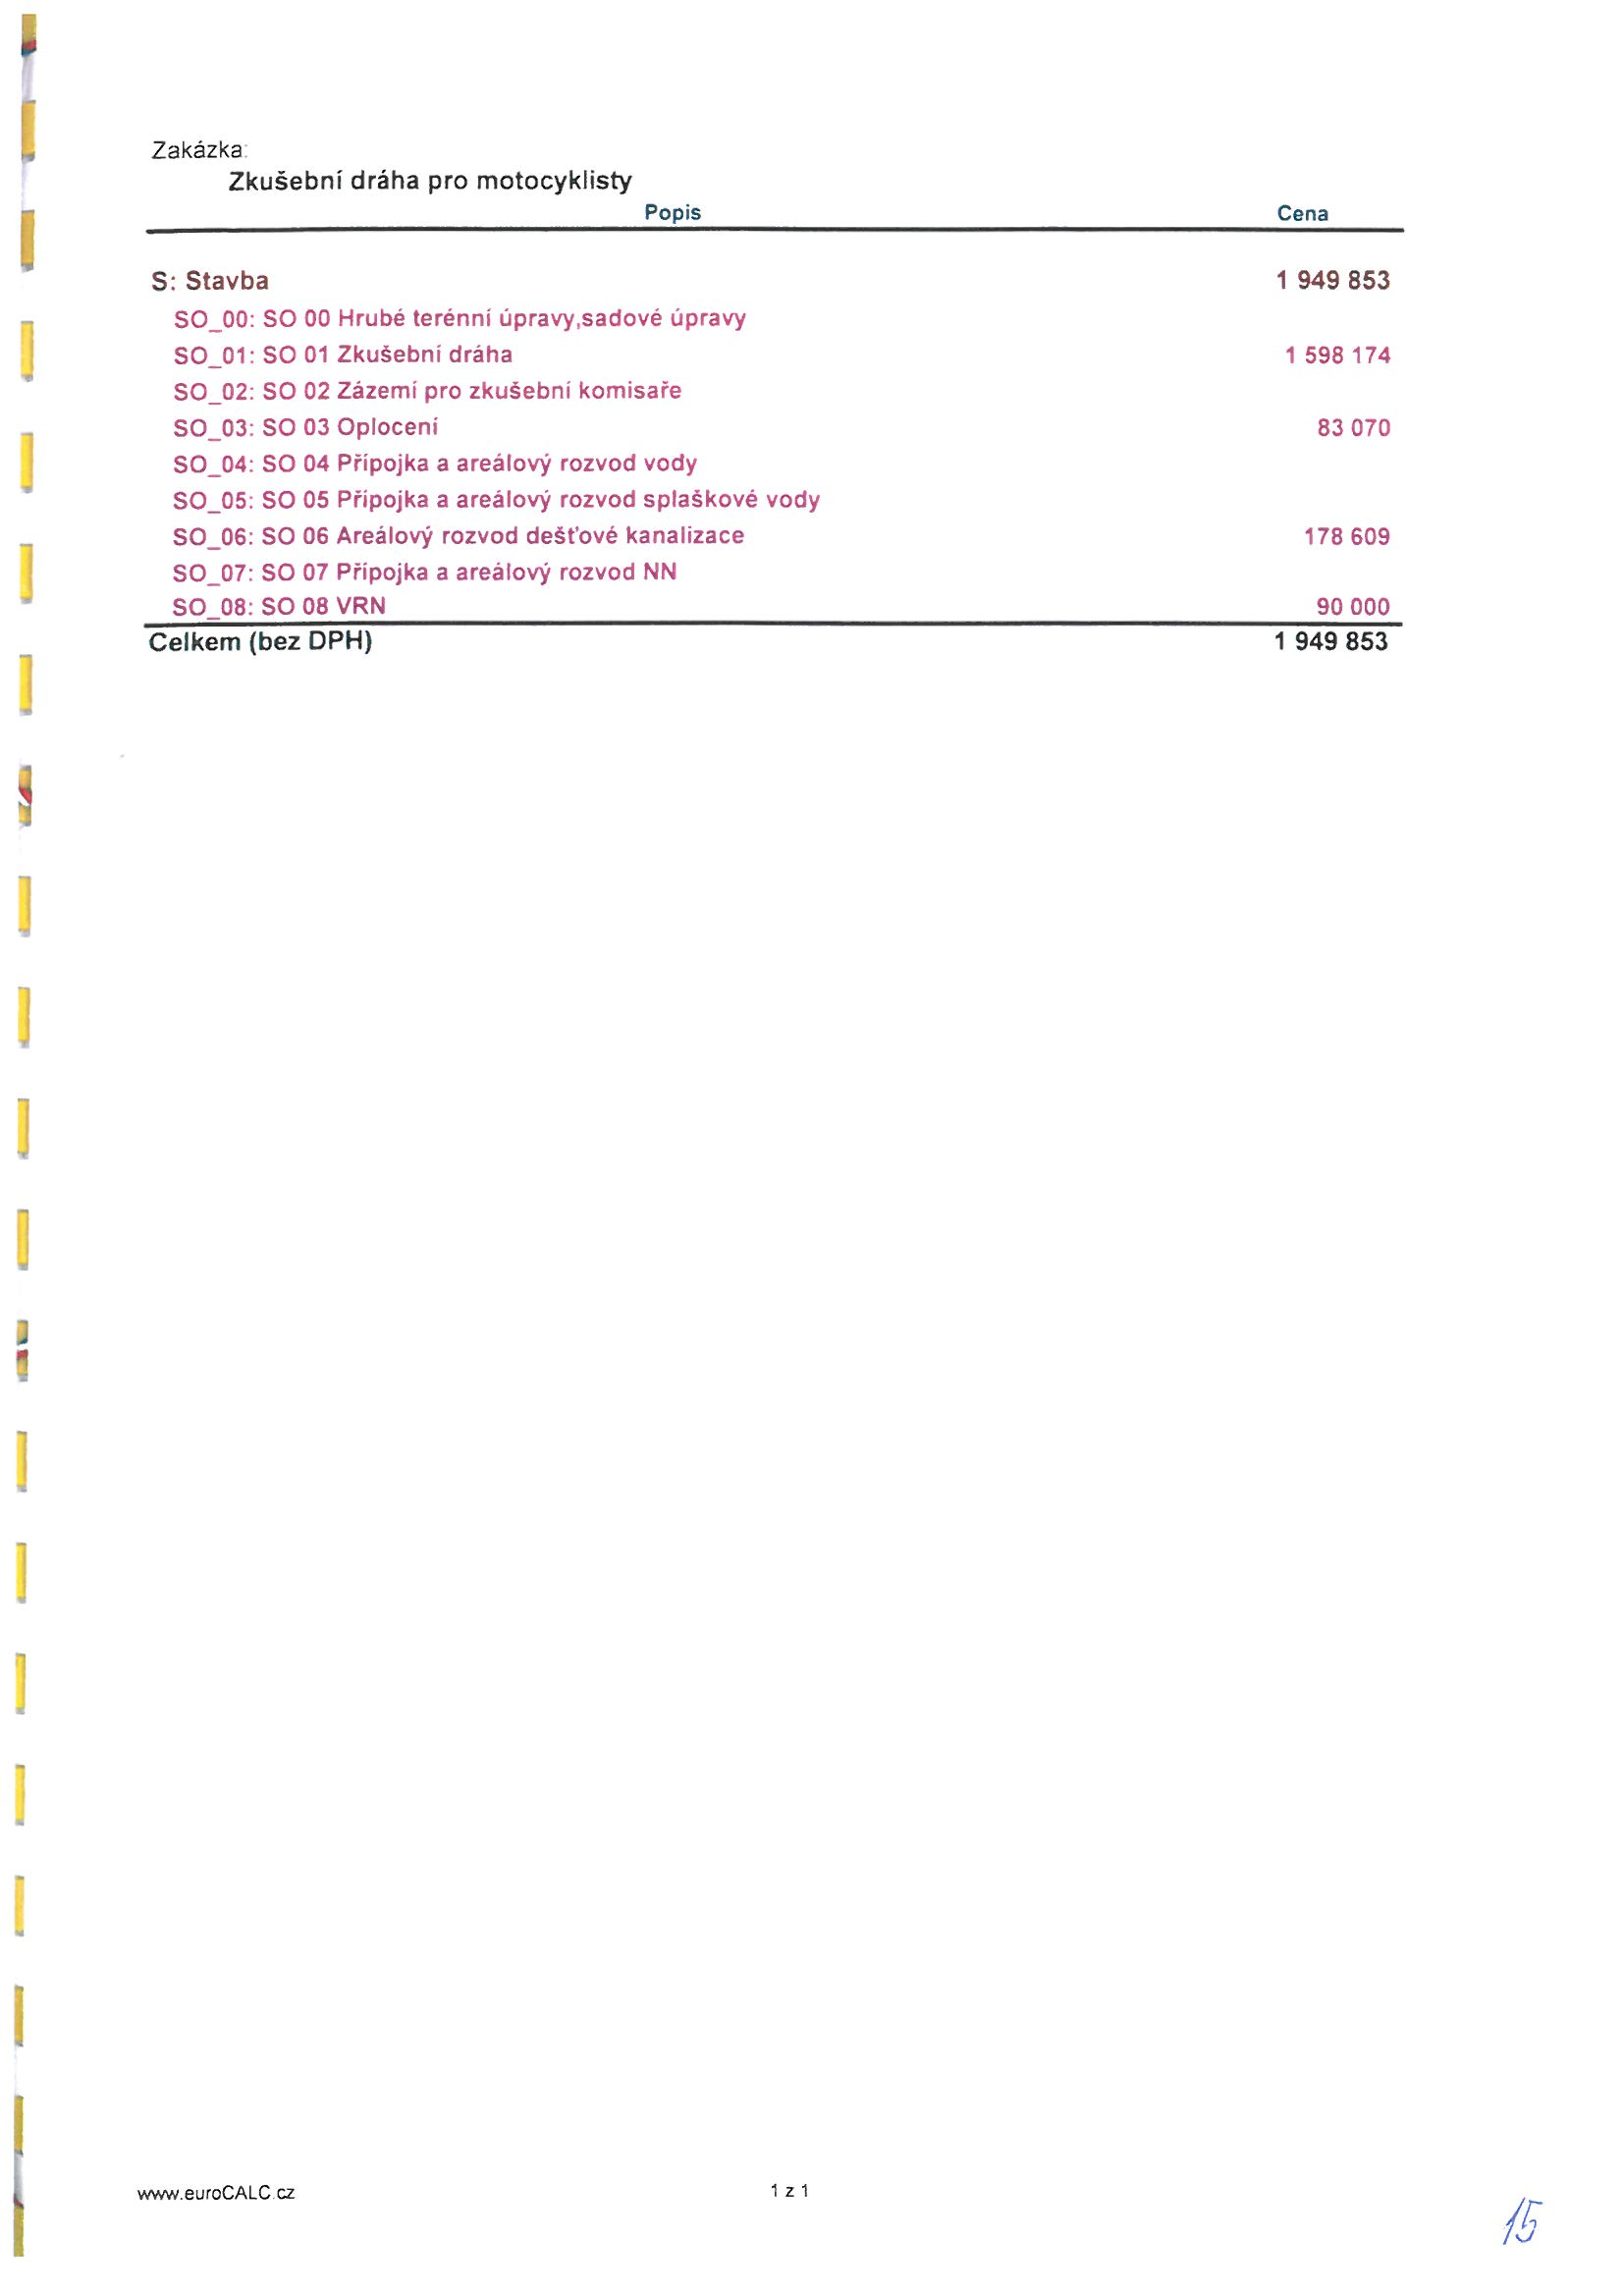 Zakázka:
Zkušební dráha pro motocyklisty
Popis Cena
S: Stavba 1 949 853
SO_00: SO 00 Hrubé terénní úpravy,sadové úpravy
SO_01: SO 01 Zkušební dráha 1 598 174
SO_02: SO 02 Zázemí pro zkušební komisaře
SO_03: SO 03 Oplocení 83 070
SO_04: SO 04 Přípojka a areálový rozvod vody
SO_05: SO 05 Přípojka a areálový rozvod splaškové vody
SO_06: SO 06 Areálový rozvod dešťové kanalizace 178 609
SO_07: SO 07 Přípojka a areálový rozvod NN
SO_08: SO 08 VRN 90 000
Celkem (bez DPH) 1 949 853
www.euroCALC.cz 1 z 1
15